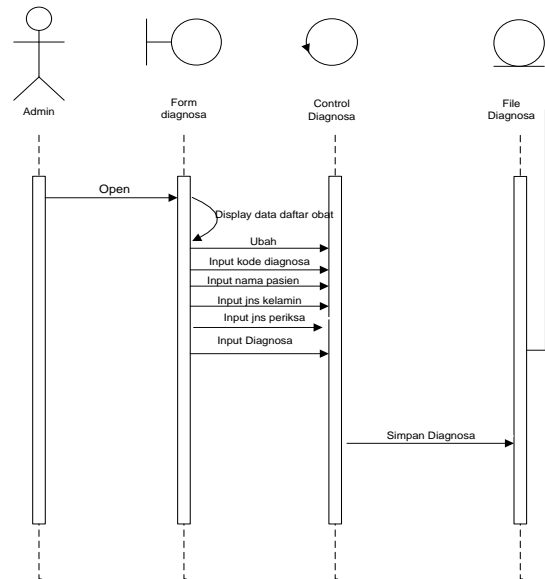 Admin
Form
diagnosa
Control
Diagnosa
File
Diagnosa
Open
Display data daftar obat
Ubah
Input kode diagnosa
Input nama pasien
Input jns kelamin
Input jns periksa
Input Diagnosa
Simpan Diagnosa